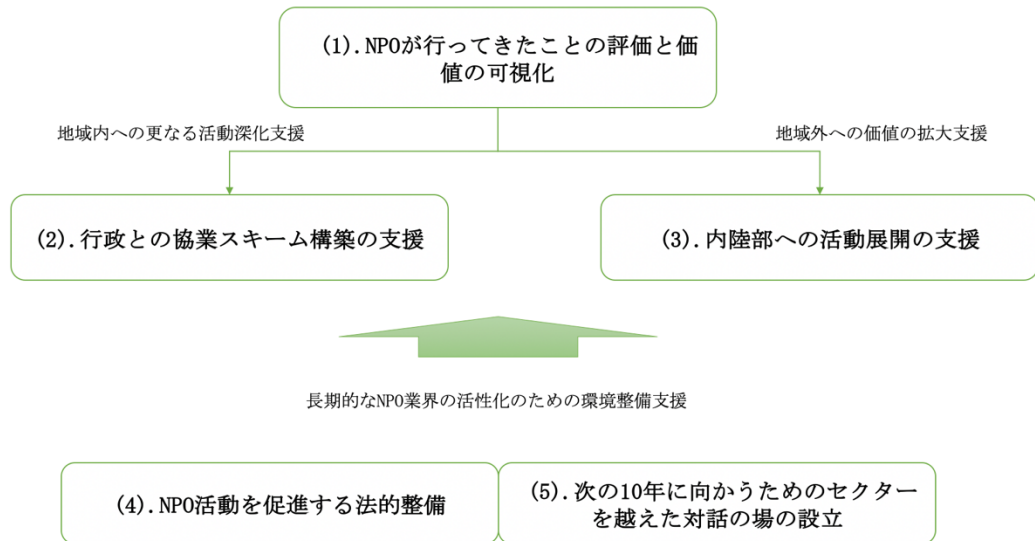 (1). NPOが行ってきたことの評価と価
値の可視化
地域内への更なる活動深化支援
地域外への価値の拡大支援
(2). 行政との協業スキーム構築の支援
(3). 内陸部への活動展開の支援
長期的なNPO業界の活性化のための環境整備支援
(4). NPO活動を促進する法的整備
(5). 次の10年に向かうためのセクター
を越えた対話の場の設立